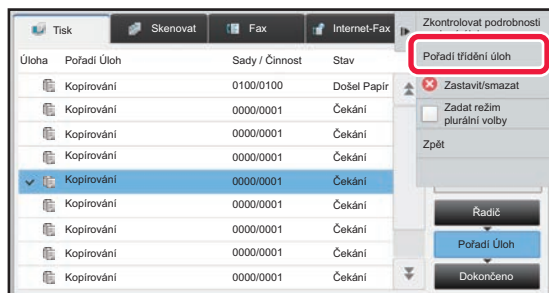 Tisk Skenovat Fax Internet-Fax
Zkontrolovat podrobnosti
Úloha Pořadí Úloh Sady / Činnost Stav
Pořadí třídění úloh
Kopírování 0100/0100 Došel Papír
Zastavit/smazat
Kopírování 0000/0001 Čekání
Zadat režim
plurální volby
Kopírování 0000/0001 Čekání
Zpět
Kopírování 0000/0001 Čekání
Kopírování 0000/0001 Čekání
Kopírování 0000/0001 Čekání
Řadič
Kopírování 0000/0001 Čekání
Pořadí Úloh
Kopírování 0000/0001 Čekání
Kopírování 0000/0001 Čekání
Dokončeno